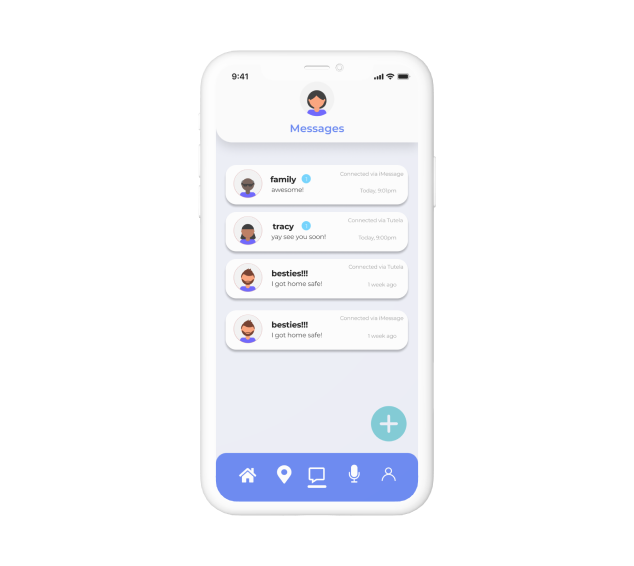 9:41
Messages
family
Connected via iMessage
awesome!
Today, 9:01pm
tracy
Connected via Tutela
yay see you soon!
Today, 9:00pm
besties!!!
Connected via Tutela
I got home safe!
1 week ago
besties!!!
Connected via iMessage
I got home safe!
1 week ago